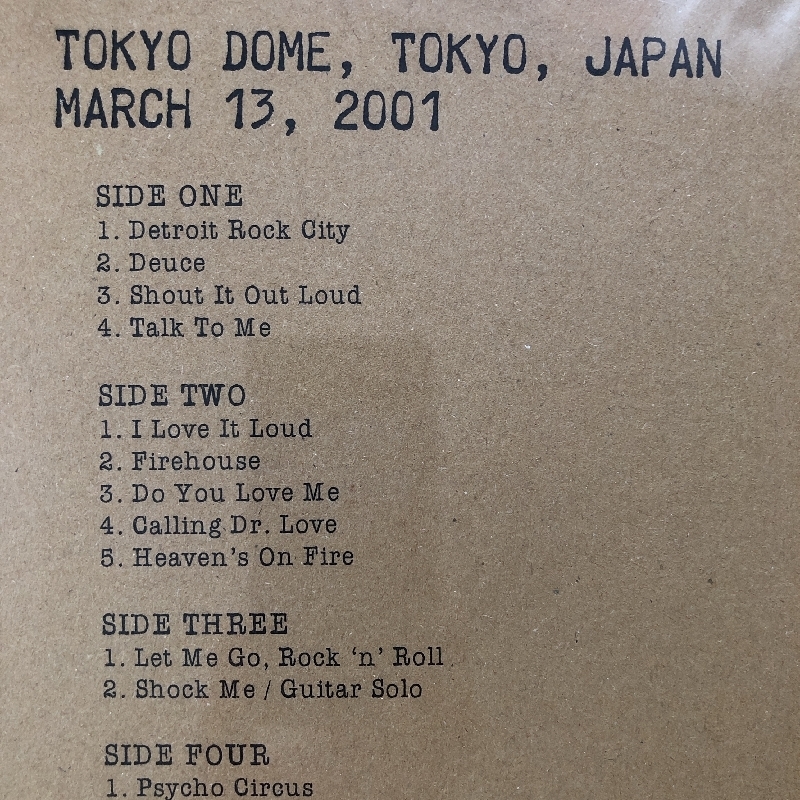 TOKYO DOME, TOKYO, JAPAN
MARCH 13, 2001
SIDE ONE
1. Detroit Rock City
2. Deuce
3. Shout It Out Loud
4. Talk To Me
SIDE TWO
1. I Love It Loud
2. Firehouse
3. Do You Love Me
4. Calling Dr. Love
5. Heaven's On Fire
SIDE THREE
1. Let Me Go, Rock ‘n’ Roll
2. Shock Me / Guitar Solo
SIDE FOUR
1. Psycho Circus